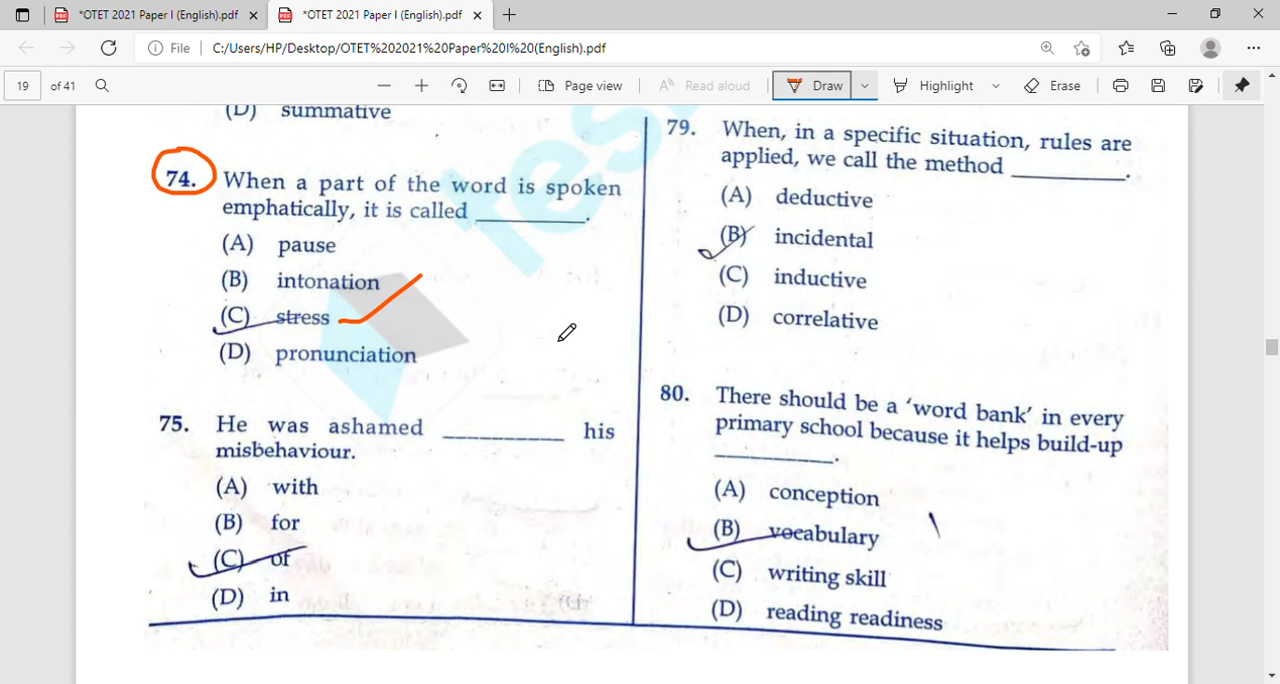 *OTET 2021 Paper I (English).pdf
*OTET 2021 Paper I (English).pdf
File
C:/Users/HP/Desktop/OTET%202021%20Paper%20I%20(English).pdf
19 of 41
Page view
Read aloud
Draw
Highlight
Erase
(D) summative
74. When a part of the word is spoken
emphatically, it is called __________.
(A) pause
(B) intonation
(C) stress
(D) pronunciation
75. He was ashamed __________ his
misbehaviour.
(A) with
(B) for
(C) of
(D) in
79. When, in a specific situation, rules are
applied, we call the method __________.
(A) deductive
(B) incidental
(C) inductive
(D) correlative
80. There should be a ‘word bank’ in every
primary school because it helps build-up
__________.
(A) conception
(B) vocabulary
(C) writing skill
(D) reading readiness